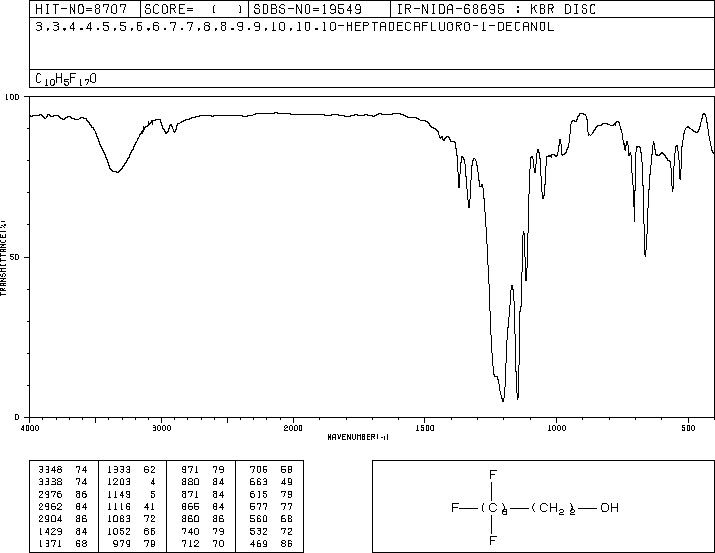 HIT-NO=8707 SCORE= ( ) SDBS-NO=19549 IR-NIDA-68695 : KBR DISC
3,3,4,4,5,5,6,6,7,7,8,8,9,9,10,10,10-HEPTADECAFLUORO-1-DECANOL
C10H5F17O
100
50
0
TRANSMITTANCE(%)
4000 3000 2000 1500 1000 500
WAVENUMBER(-1)
3348 74 1333 62 971 79 706 58
3338 74 1203 4 880 84 663 49
2976 86 1149 5 871 84 615 79
2962 84 1116 41 866 84 577 77
2904 86 1083 72 860 86 560 68
1429 84 1052 66 740 79 532 72
1371 68 979 79 712 70 469 86
F
F—(C)8—(CH2)2—OH
F